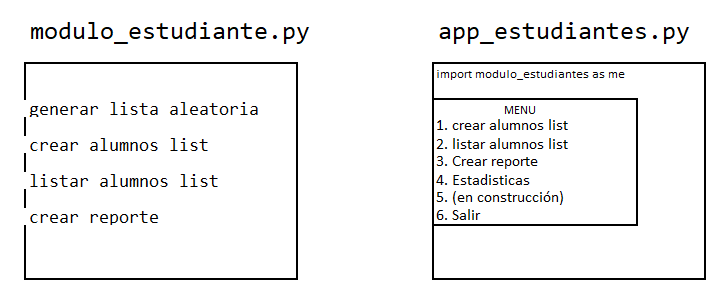 modulo_estudiante.py
generar lista aleatoria
crear alumnos list
listar alumnos list
crear reporte
app_estudiantes.py
import modulo_estudiantes as me
MENU
1. crear alumnos list
2. listar alumnos list
3. Crear reporte
4. Estadisticas
5. (en construcción)
6. Salir